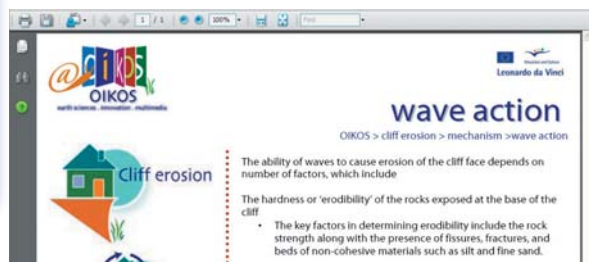 1 / 1
100%
Find
@OIKOS
OIKOS
earth science . innovation . multimedia
Leonardo da Vinci
wave action
OIKOS > cliff erosion > mechanism >wave action
Cliff erosion
The ability of waves to cause erosion of the cliff face depends on
number of factors, which include
The hardness or 'erodibility' of the rocks exposed at the base of the
cliff
• The key factors in determining erodibility include the rock
strength along with the presence of fissures, fractures, and
beds of non-cohesive materials such as silt and fine sand.